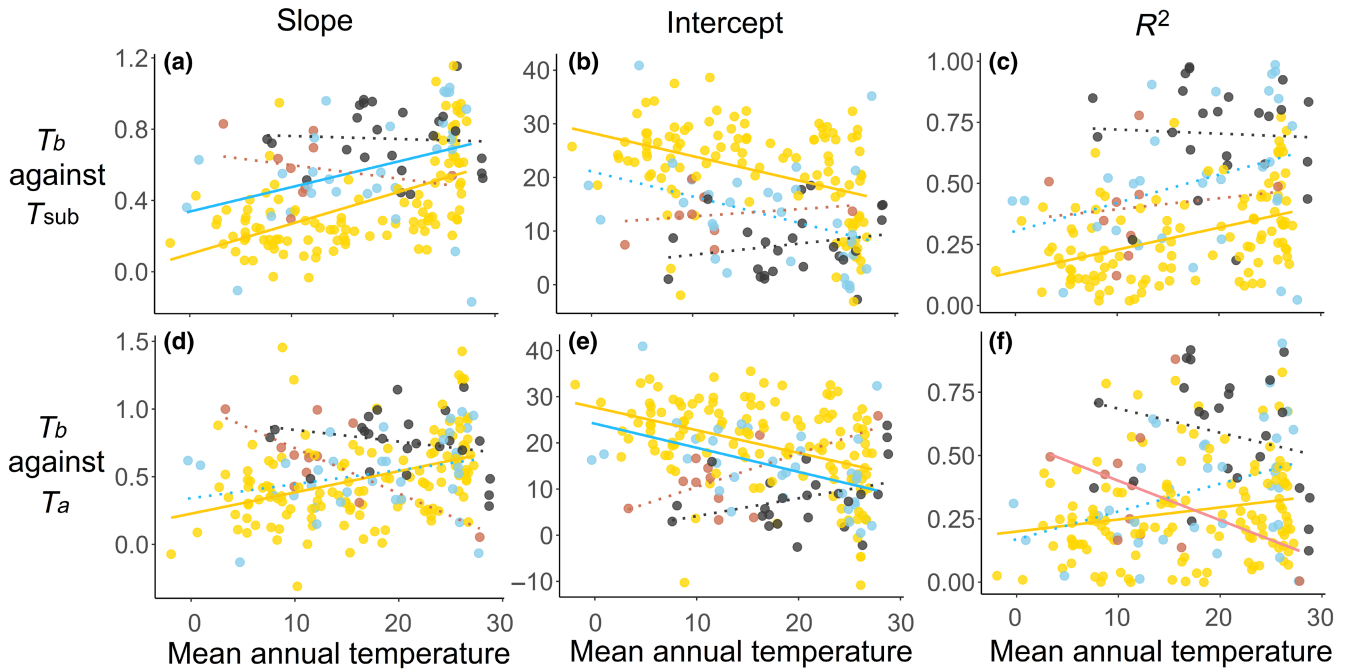 Slope Intercept R²
(a) (b) (c)
1.2 0.8 0.4 0.0
40 30 20 10 0
1.00 0.75 0.50 0.25 0.00
Tb
against
Tsub
(d) (e) (f)
1.5 1.0 0.5 0.0
40 30 20 10 0 −10
0.75 0.50 0.25 0.00
Tb
against
Ta
0 10 20 30 0 10 20 30 0 10 20 30
Mean annual temperature Mean annual temperature Mean annual temperature